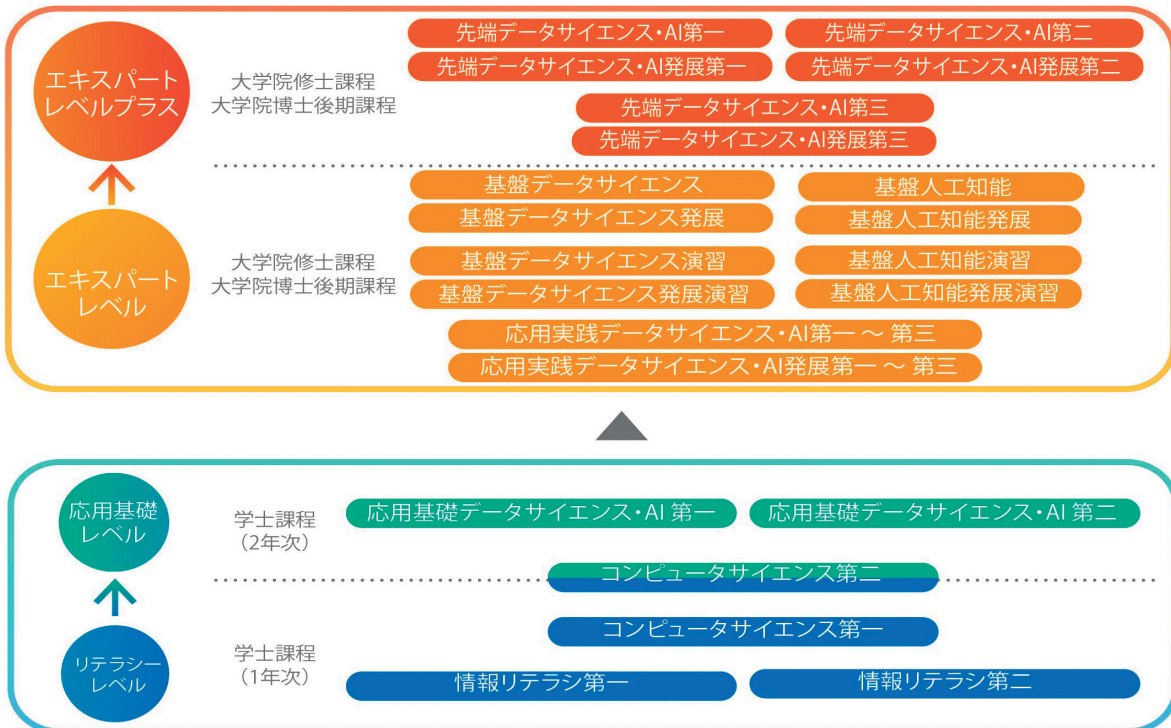 エキスパート
レベルプラス
大学院修士課程
大学院博士後期課程
先端データサイエンス・AI第一
先端データサイエンス・AI第二
先端データサイエンス・AI発展第一
先端データサイエンス・AI発展第二
先端データサイエンス・AI第三
先端データサイエンス・AI発展第三
エキスパート
レベル
大学院修士課程
大学院博士後期課程
基盤データサイエンス
基盤人工知能
基盤データサイエンス発展
基盤人工知能発展
基盤データサイエンス演習
基盤人工知能演習
基盤データサイエンス発展演習
基盤人工知能発展演習
応用実践データサイエンス・AI第一 〜 第三
応用実践データサイエンス・AI発展第一 〜 第三
応用基礎
レベル
学士課程
（2年次）
応用基礎データサイエンス・AI 第一
応用基礎データサイエンス・AI 第二
コンピュータサイエンス第二
リテラシー
レベル
学士課程
（1年次）
コンピュータサイエンス第一
情報リテラシ第一
情報リテラシ第二